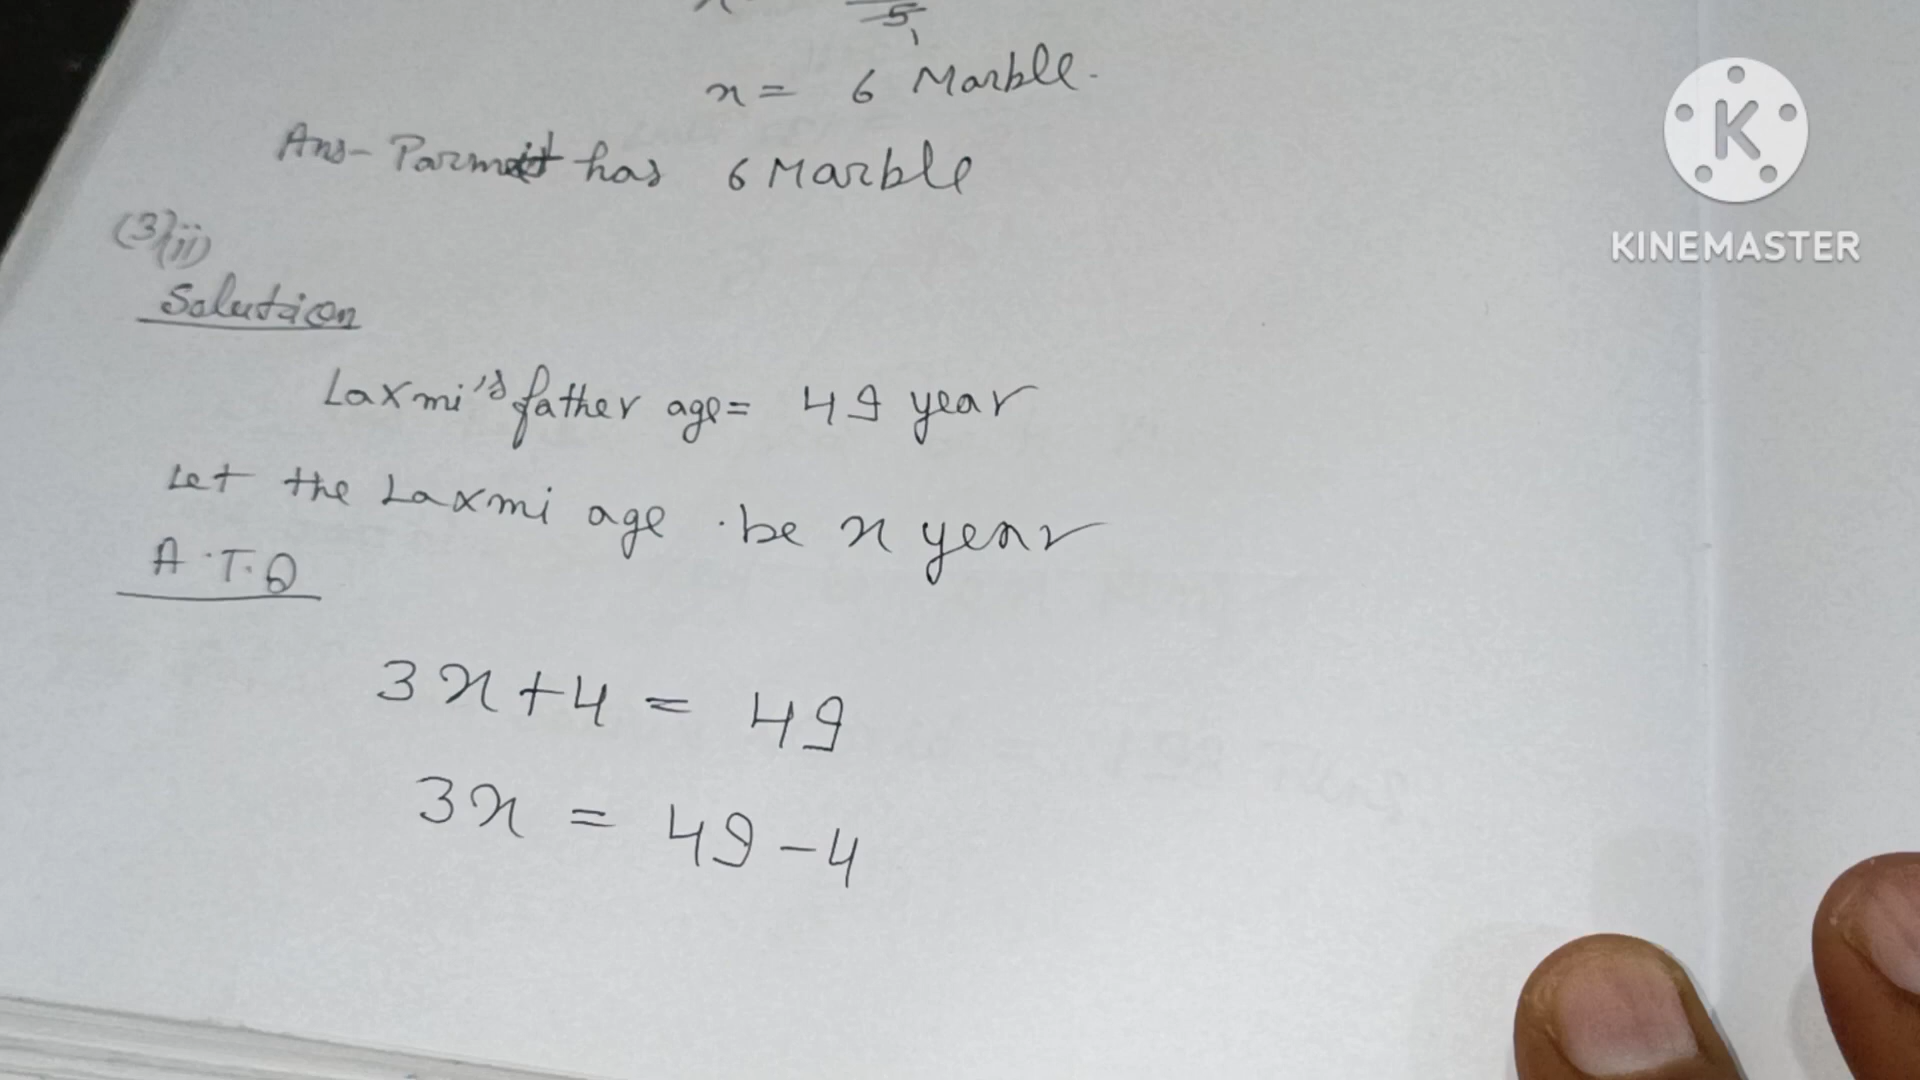 5
x = 6 Marble.
Ans- Parmit has 6 Marble
(3)(ii)
Solution
Laxmi's father age = 49 year
Let the Laxmi age be x year
A.T.Q
3x+4 = 49
3x = 49-4
K
KINEMASTER